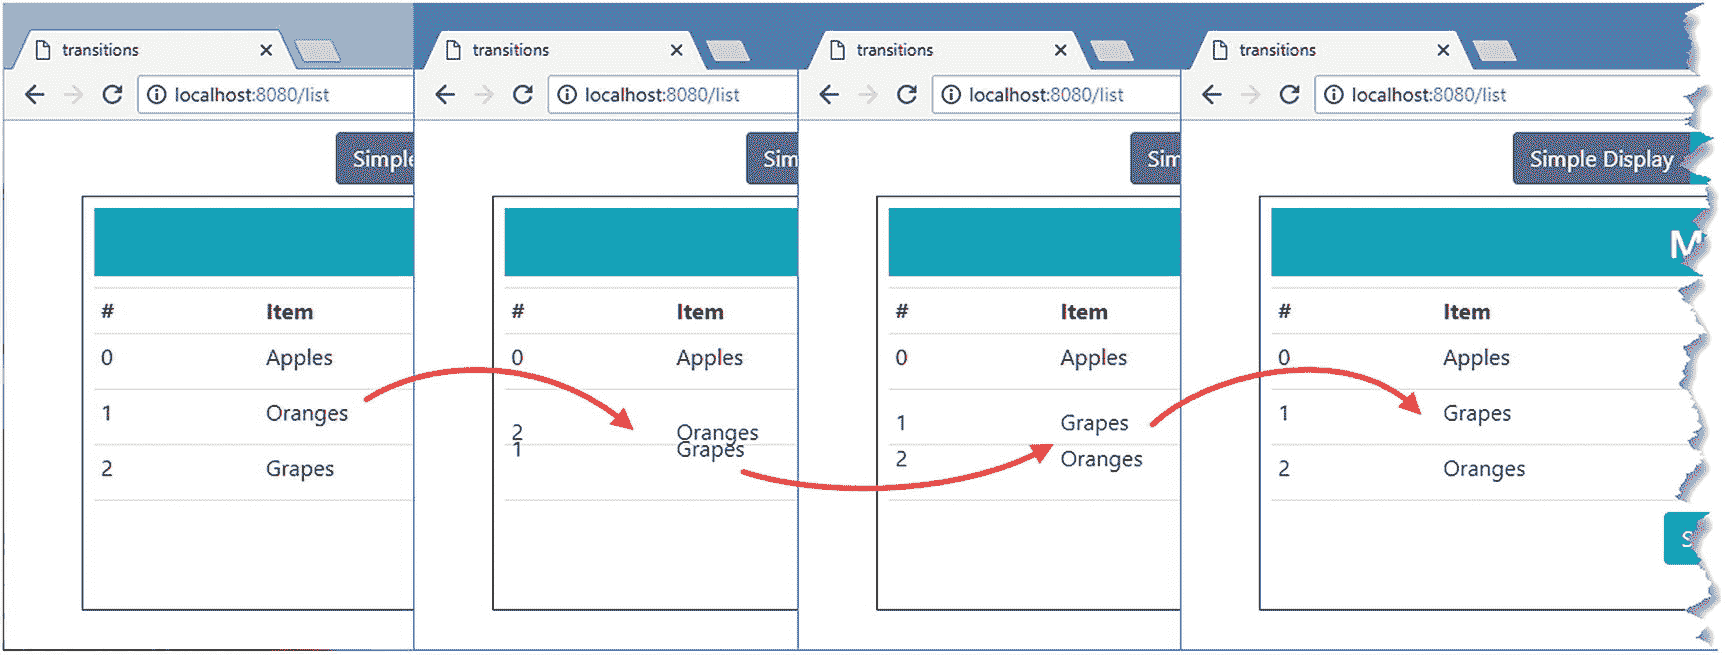 transitions
localhost:8080/list
Simple
# Item
0 Apples
1 Oranges
2 Grapes
transitions
localhost:8080/list
Sim
# Item
0 Apples
2 Oranges
1 Grapes
transitions
localhost:8080/list
Sim
# Item
0 Apples
1 Grapes
2 Oranges
transitions
localhost:8080/list
Simple Display
M
# Item
0 Apples
1 Grapes
2 Oranges
S